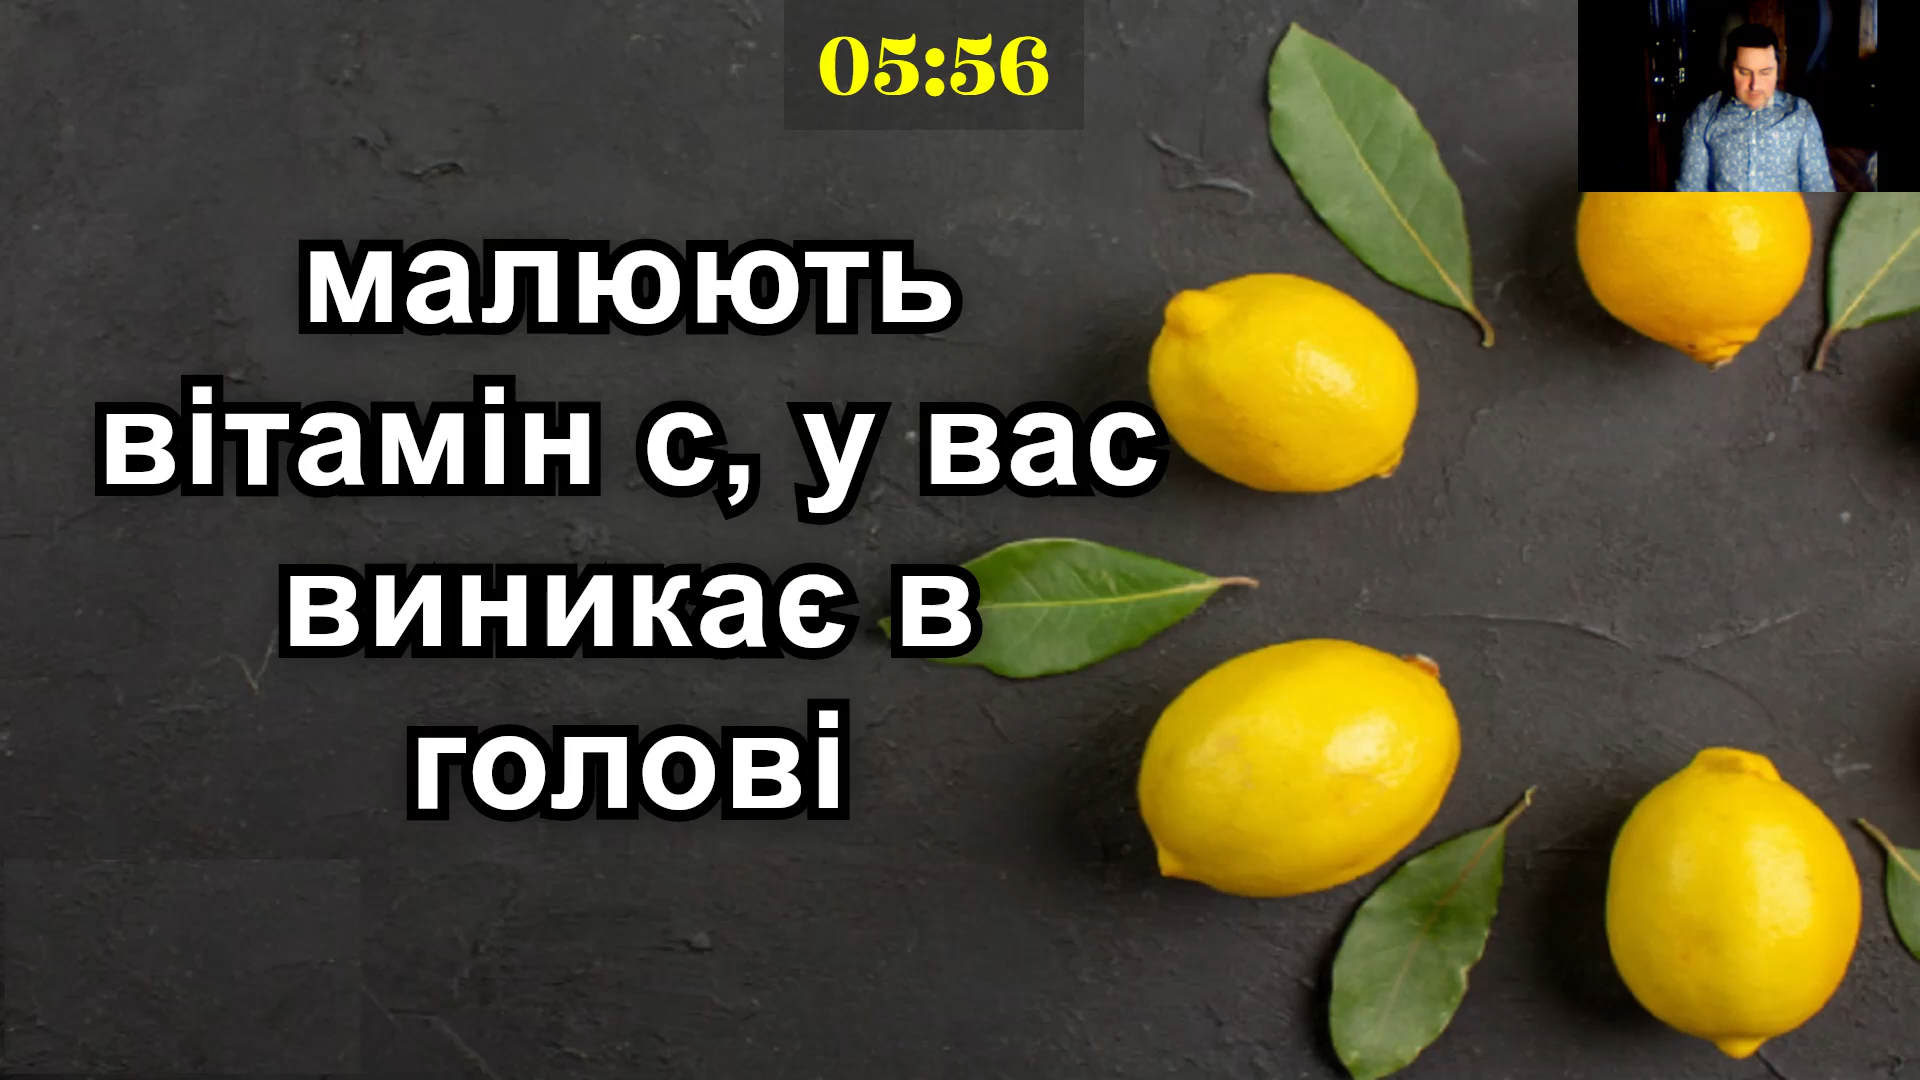 05:56
малюють
вітамін с, у вас
виникає в
голові